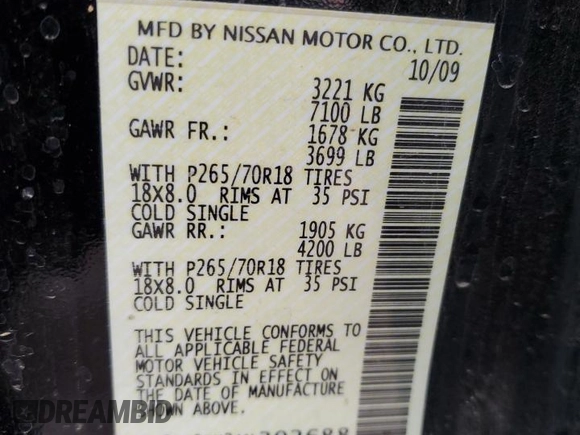 MFD BY NISSAN MOTOR CO., LTD.
DATE: 10/09
GVWR: 3221 KG
7100 LB
GAWR FR.: 1678 KG
3699 LB
WITH P265/70R18 TIRES
18X8.0 RIMS AT 35 PSI
COLD SINGLE
GAWR RR.: 1905 KG
4200 LB
WITH P265/70R18 TIRES
18X8.0 RIMS AT 35 PSI
COLD SINGLE
THIS VEHICLE CONFORMS TO
ALL APPLICABLE FEDERAL
MOTOR VEHICLE SAFETY
STANDARDS IN EFFECT ON
THE DATE OF MANUFACTURE
SHOWN ABOVE.
DREAMBID